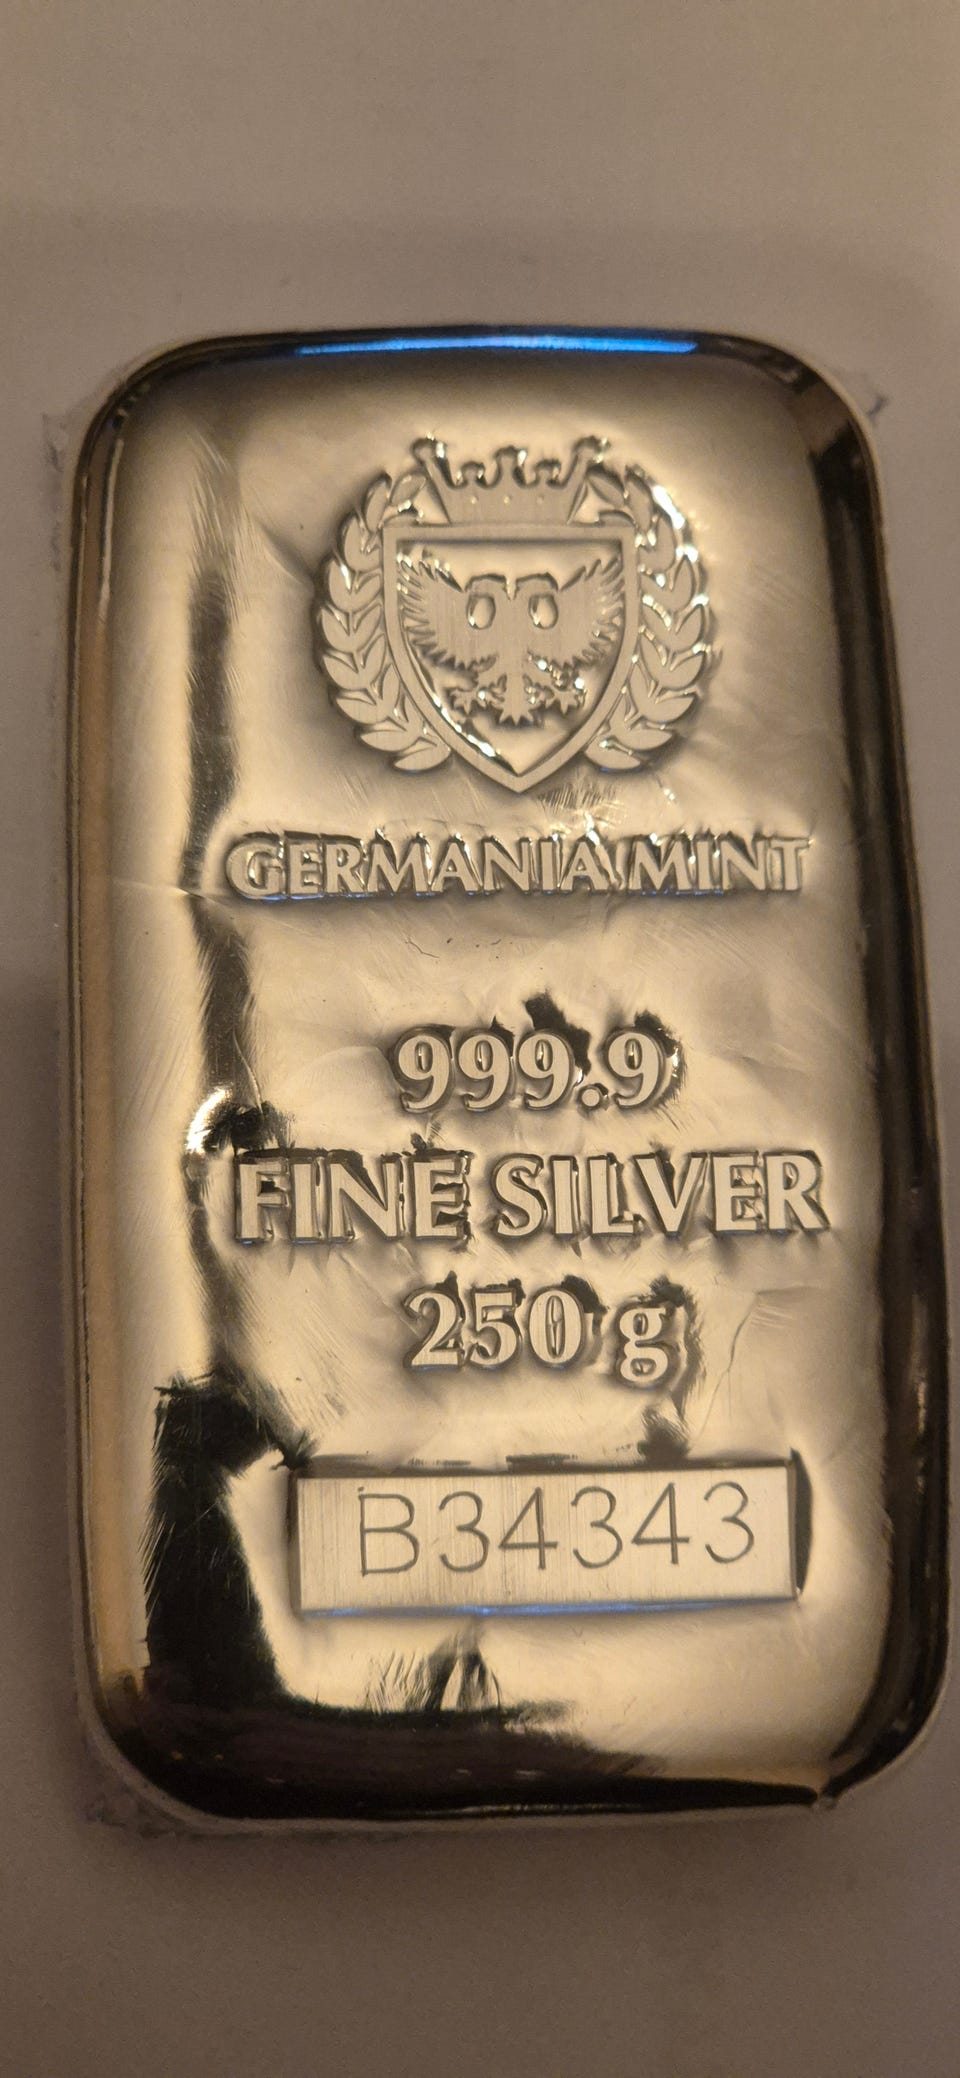 GERMANIA MINT
999.9
FINE SILVER
250 g
B34343